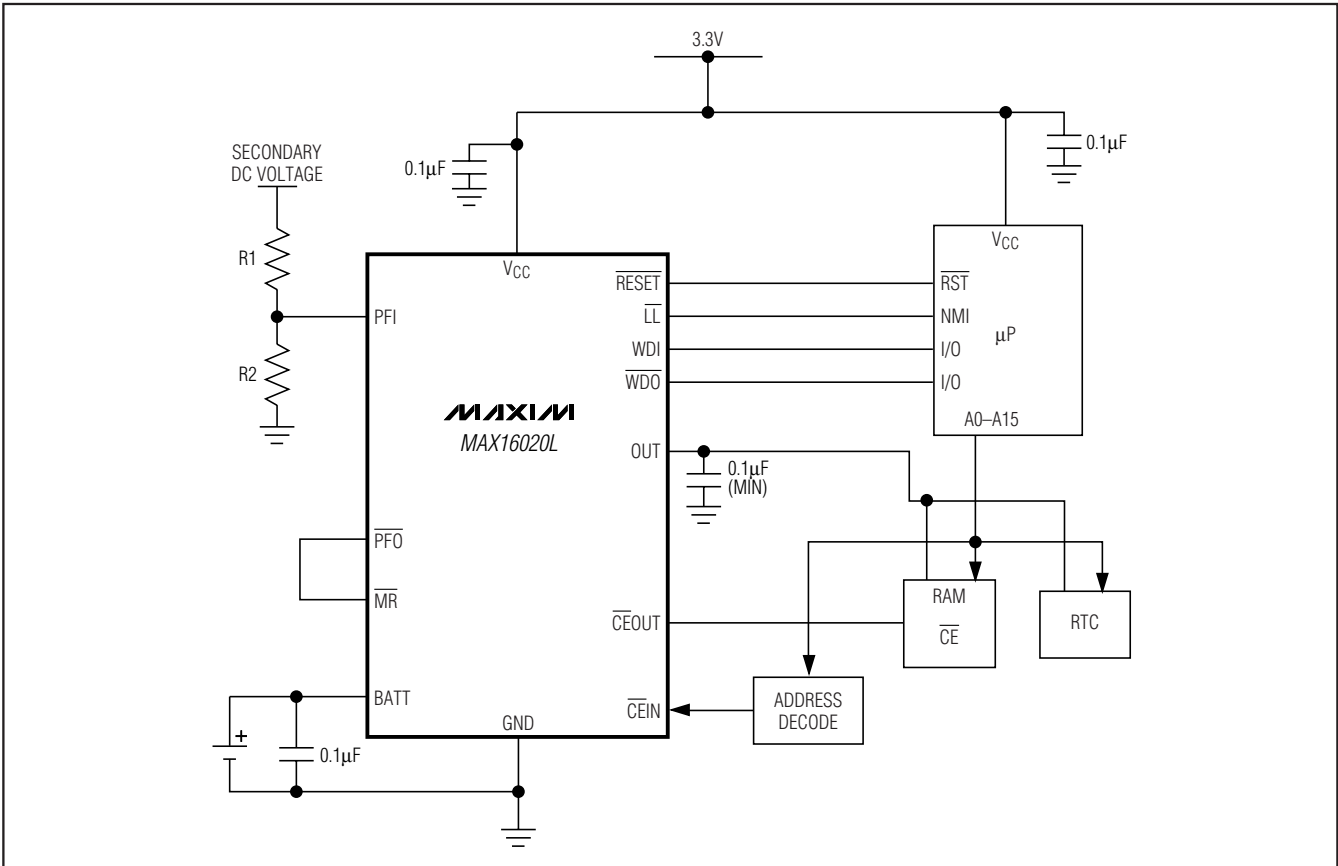 3.3V
0.1µF
0.1µF
SECONDARY
DC VOLTAGE
R1
R2
VCC
PFI
PFO
MR
BATT
GND
MAXIM
MAX16020L
RESET
LL
WDI
WDO
OUT
CEOUT
CEIN
VCC
RST
NMI
I/O
I/O
µP
A0–A15
0.1µF
(MIN)
RAM
CE
RTC
ADDRESS
DECODE
+
0.1µF